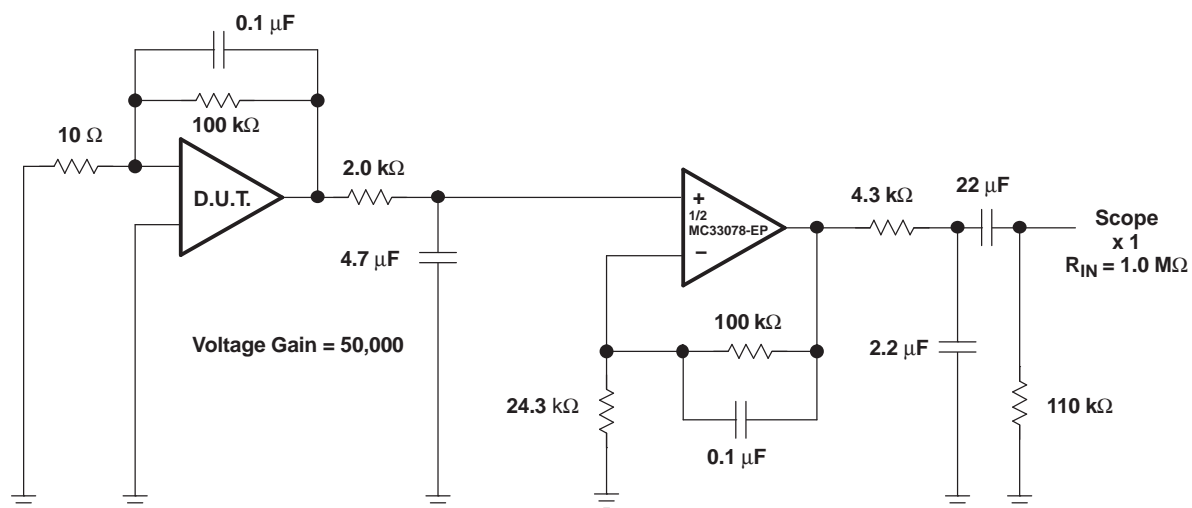 0.1 μF
100 kΩ
10 Ω
D.U.T.
2.0 kΩ
4.7 μF
Voltage Gain = 50,000
+
1/2
MC33078-EP
−
4.3 kΩ
22 μF
Scope
x 1
RIN = 1.0 MΩ
100 kΩ
2.2 μF
24.3 kΩ
110 kΩ
0.1 μF